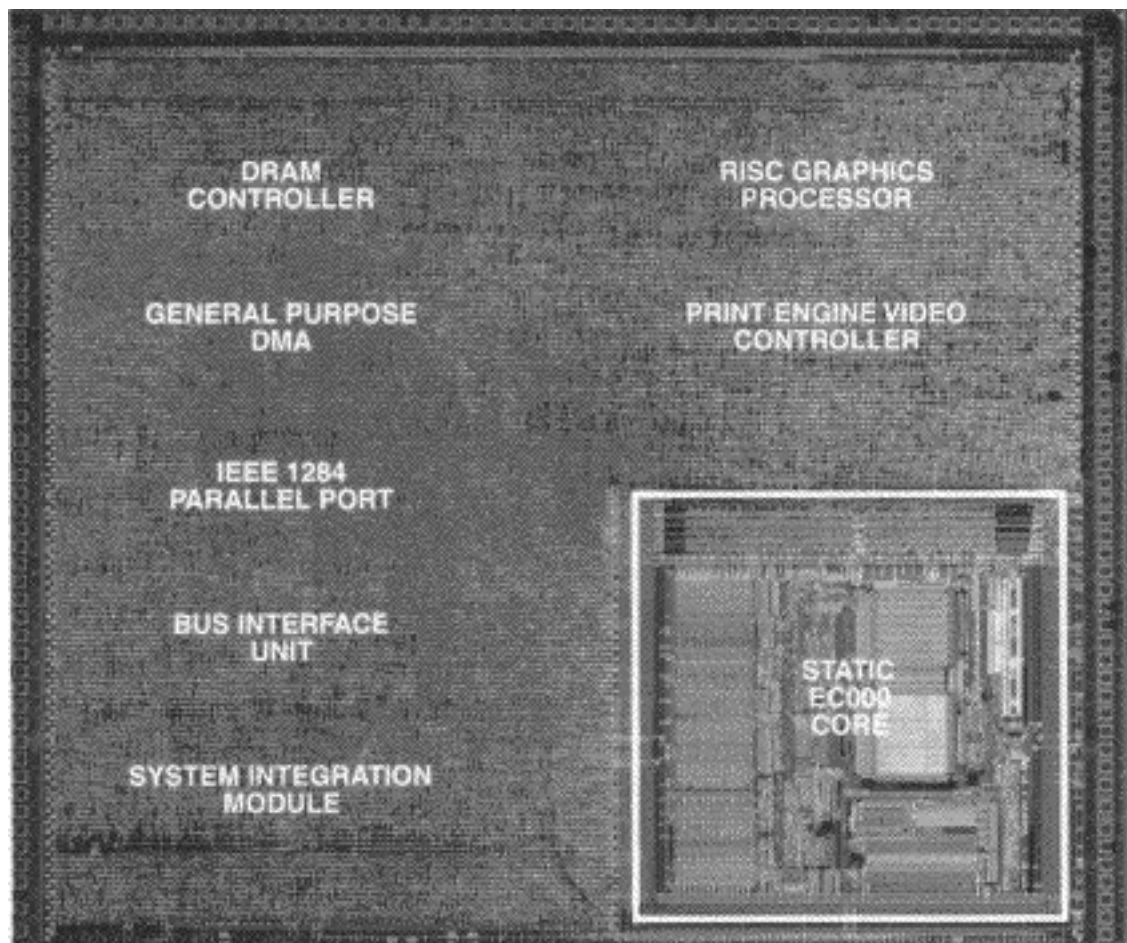 DRAM
CONTROLLER
RISC GRAPHICS
PROCESSOR
GENERAL PURPOSE
DMA
PRINT ENGINE VIDEO
CONTROLLER
IEEE 1284
PARALLEL PORT
BUS INTERFACE
UNIT
STATIC
EC000
CORE
SYSTEM INTEGRATION
MODULE